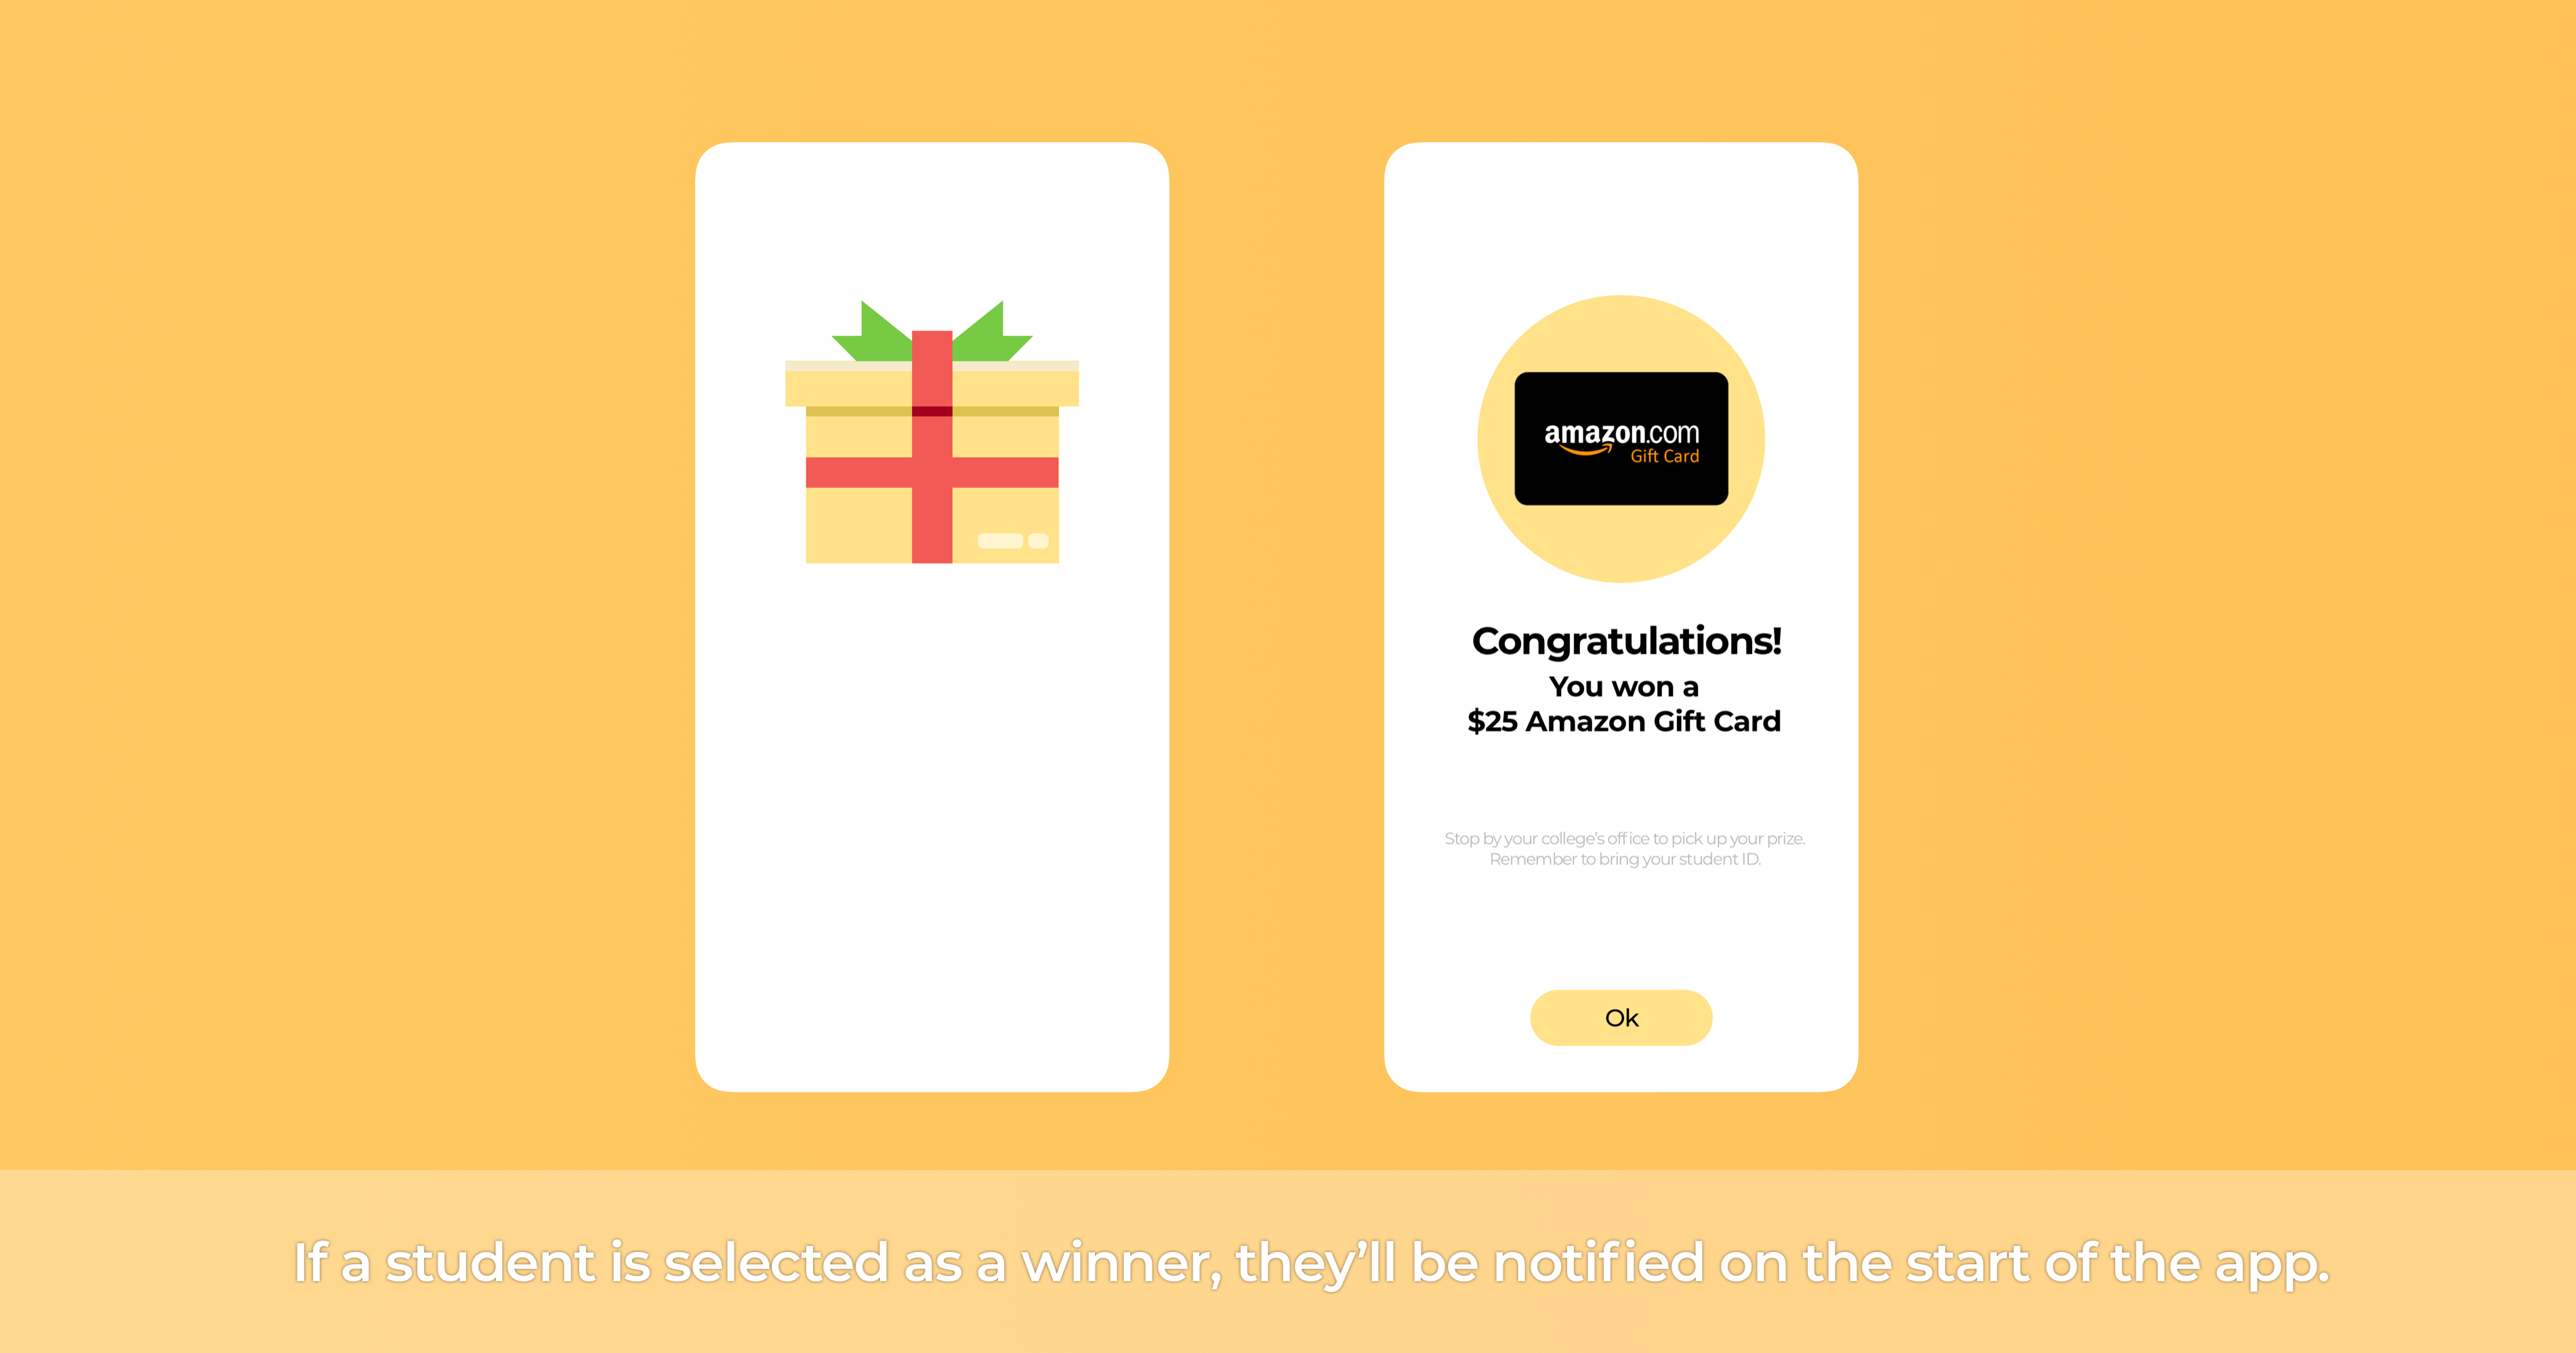 amazon.com
Gift Card
Congratulations!
You won a
$25 Amazon Gift Card
Stop by your college’s office to pick up your prize.
Remember to bring your student ID.
Ok
If a student is selected as a winner, they’ll be notified on the start of the app.